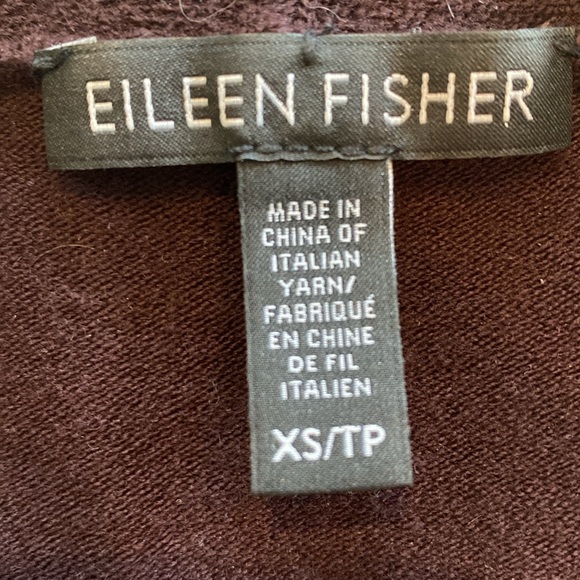 EILEEN FISHER
MADE IN
CHINA OF
ITALIAN
YARN/
FABRIQUÉ
EN CHINE
DE FIL
ITALIEN
XS/TP